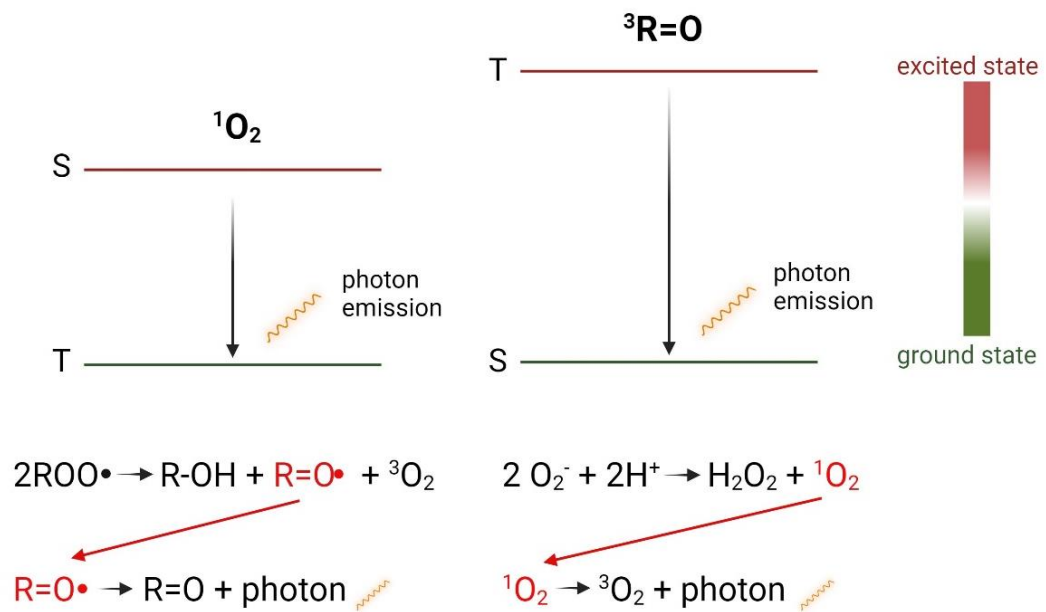 ³R=O
T
excited state
¹O₂
S
photon
emission
photon
emission
T
S
ground state
2ROO• → R-OH + R=O• + ³O₂
2 O₂⁻ + 2H⁺ → H₂O₂ + ¹O₂
R=O• → R=O + photon
¹O₂ → ³O₂ + photon